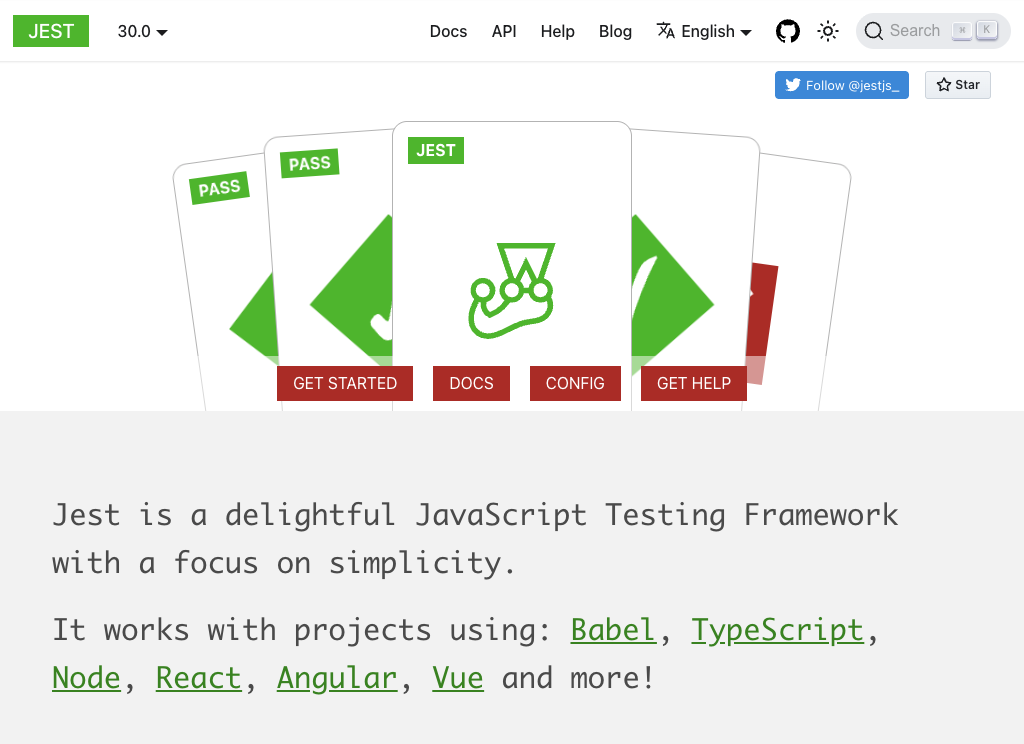 JEST
30.0
Docs
API
Help
Blog
English
Search
⌘
K
Follow @jestjs_
Star
PASS
PASS
JEST
GET STARTED
DOCS
CONFIG
GET HELP
Jest is a delightful JavaScript Testing Framework
with a focus on simplicity.
It works with projects using: Babel, TypeScript,
Node, React, Angular, Vue and more!